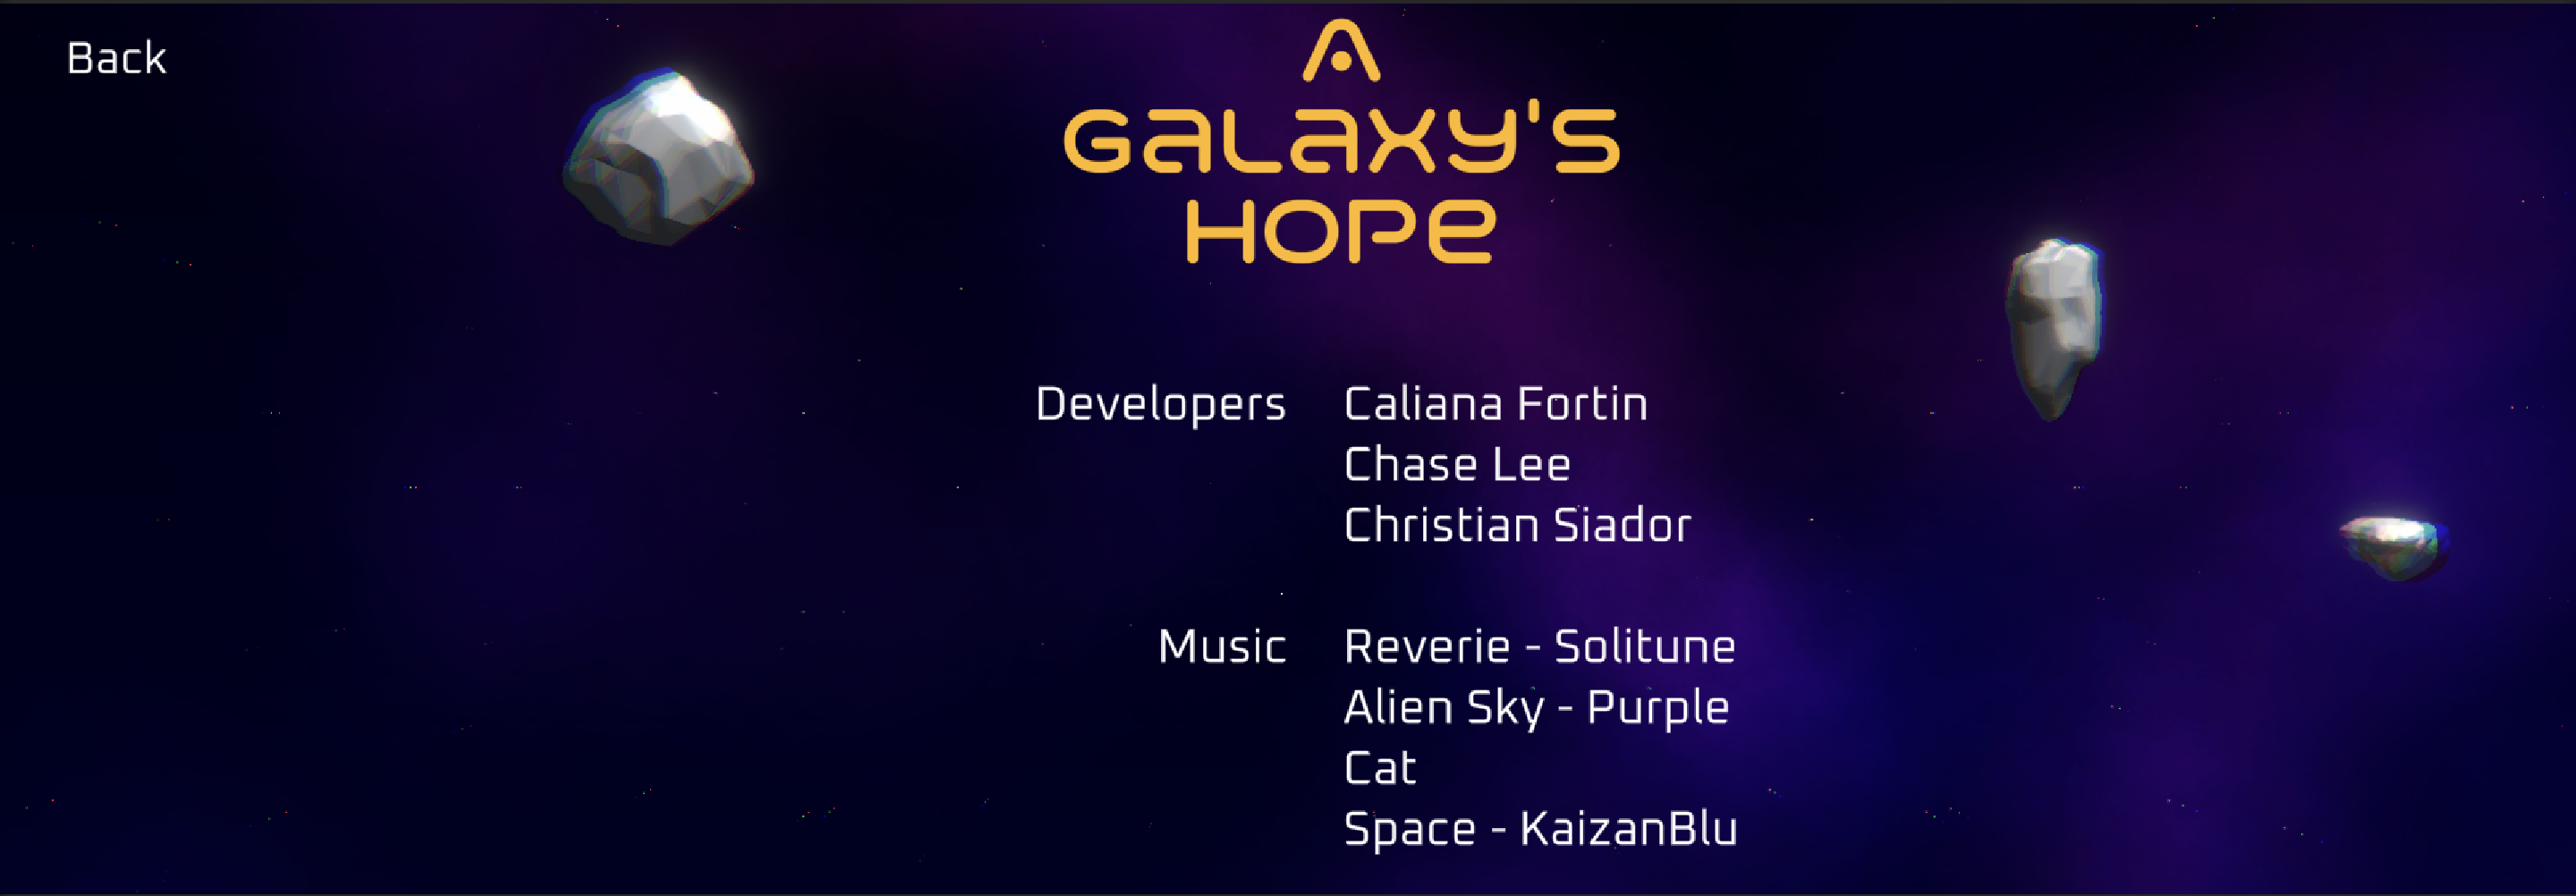 Back
A
GALAXY'S
HOPE
Developers Caliana Fortin
Chase Lee
Christian Siador
Music Reverie - Solitune
Alien Sky - Purple
Cat
Space - KaizanBlu